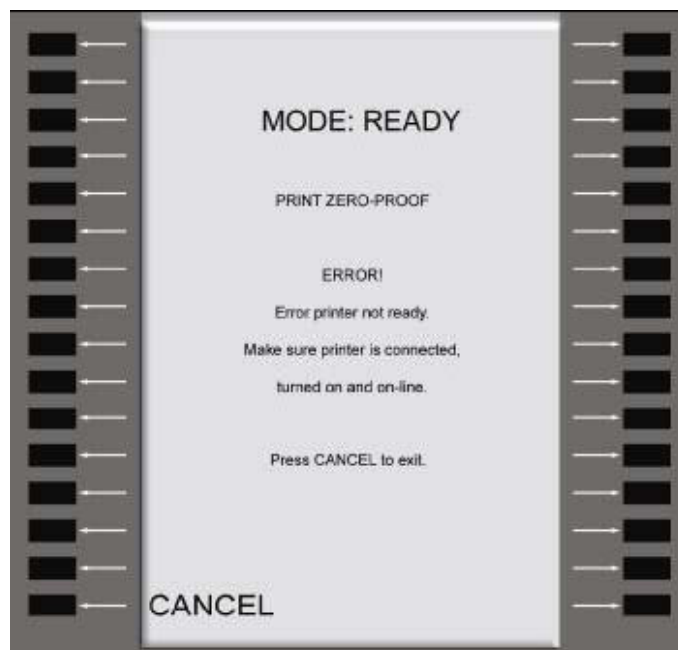 MODE: READY
PRINT ZERO-PROOF
ERROR!
Error printer not ready.
Make sure printer is connected,
turned on and on-line.
Press CANCEL to exit.
CANCEL